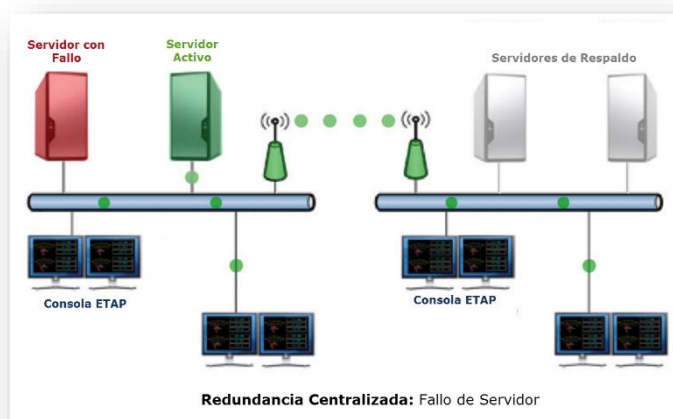 Servidor con
Fallo
Servidor
Activo
Servidores de Respaldo
Consola ETAP
Consola ETAP
Redundancia Centralizada: Fallo de Servidor